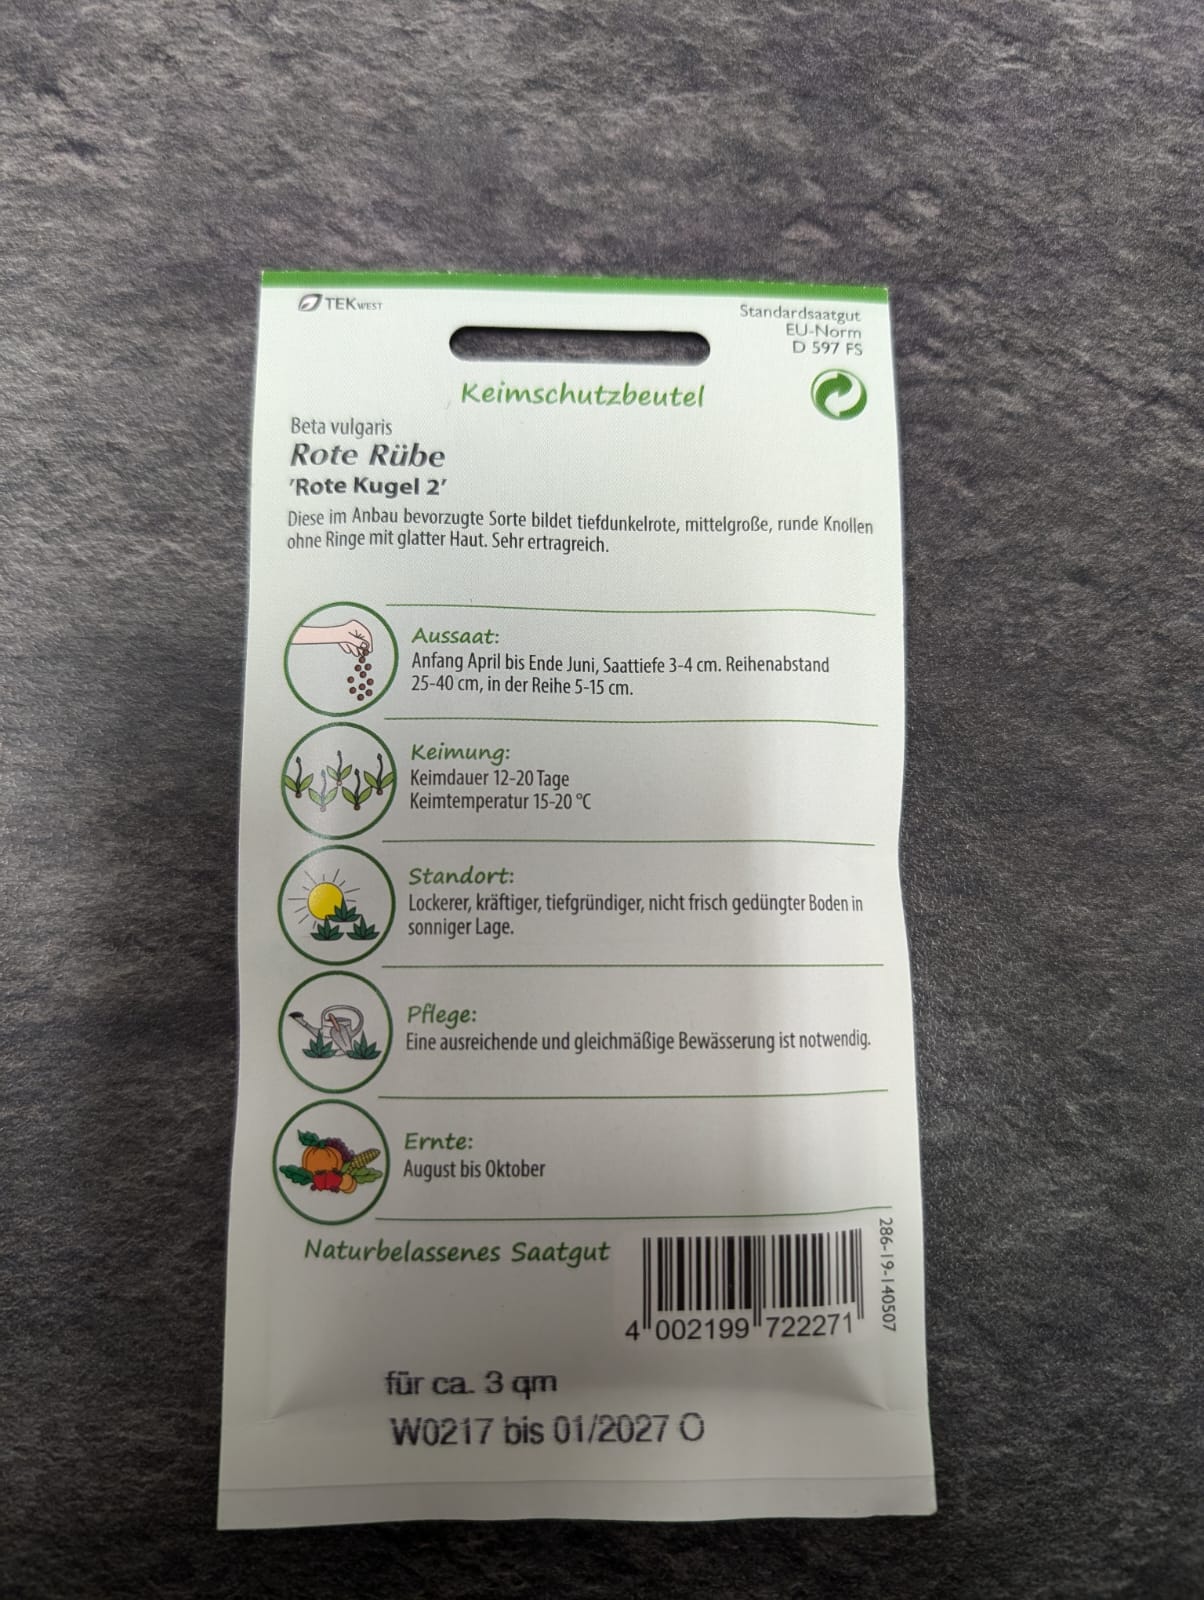 TEKWEST
Standardsaatgut
EU-Norm
D 597 FS
Keimschutzbeutel
Beta vulgaris
Rote Rübe
'Rote Kugel 2'
Diese im Anbau bevorzugte Sorte bildet tiefdunkelrote, mittelgroße, runde Knollen
ohne Ringe mit glatter Haut. Sehr ertragreich.
Aussaat:
Anfang April bis Ende Juni, Saattiefe 3-4 cm. Reihenabstand
25-40 cm, in der Reihe 5-15 cm.
Keimung:
Keimdauer 12-20 Tage
Keimtemperatur 15-20 °C
Standort:
Lockerer, kräftiger, tiefgründiger, nicht frisch gedüngter Boden in
sonniger Lage.
Pflege:
Eine ausreichende und gleichmäßige Bewässerung ist notwendig.
Ernte:
August bis Oktober
Naturbelassenes Saatgut
286-19-140507
4 002199 722271
für ca. 3 qm
W0217 bis 01/2027 O